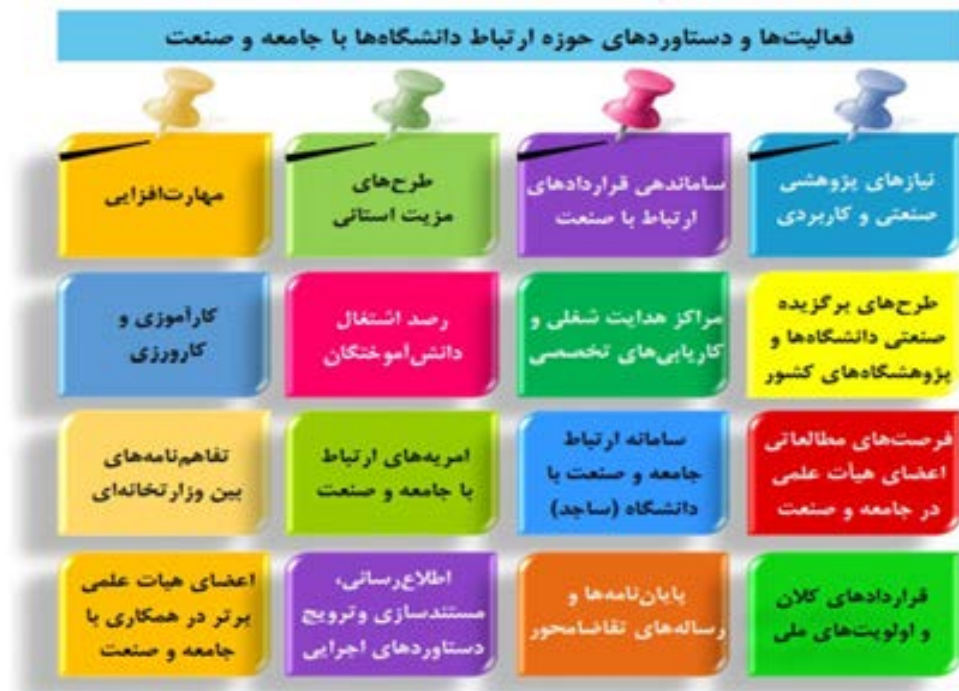 فعالیت‌ها و دستاوردهای حوزه ارتباط دانشگاه‌ها با جامعه و صنعت
نیازهای پژوهشی
صنعتی و کاربردی
ساماندهی قراردادهای
ارتباط با صنعت
طرح‌های
مزیت استانی
مهارت‌افزایی
طرح‌های برگزیده
صنعتی دانشگاه‌ها و
پژوهشگاه‌های کشور
مراکز هدایت شغلی و
کاریابی‌های تخصصی
رصد اشتغال
دانش‌آموختگان
کارآموزی و
کارورزی
فرصت‌های مطالعاتی
اعضای هیأت علمی
در جامعه و صنعت
سامانه ارتباط
جامعه و صنعت با
دانشگاه (ساجد)
امریه‌های ارتباط
با جامعه و صنعت
تفاهم‌نامه‌های
بین وزارتخانه‌ای
قراردادهای کلان
و اولویت‌های ملی
پایان‌نامه‌ها و
رساله‌های تقاضامحور
اطلاع‌رسانی،
مستندسازی وترویج
دستاوردهای اجرایی
اعضای هیات علمی
برتر در همکاری با
جامعه و صنعت